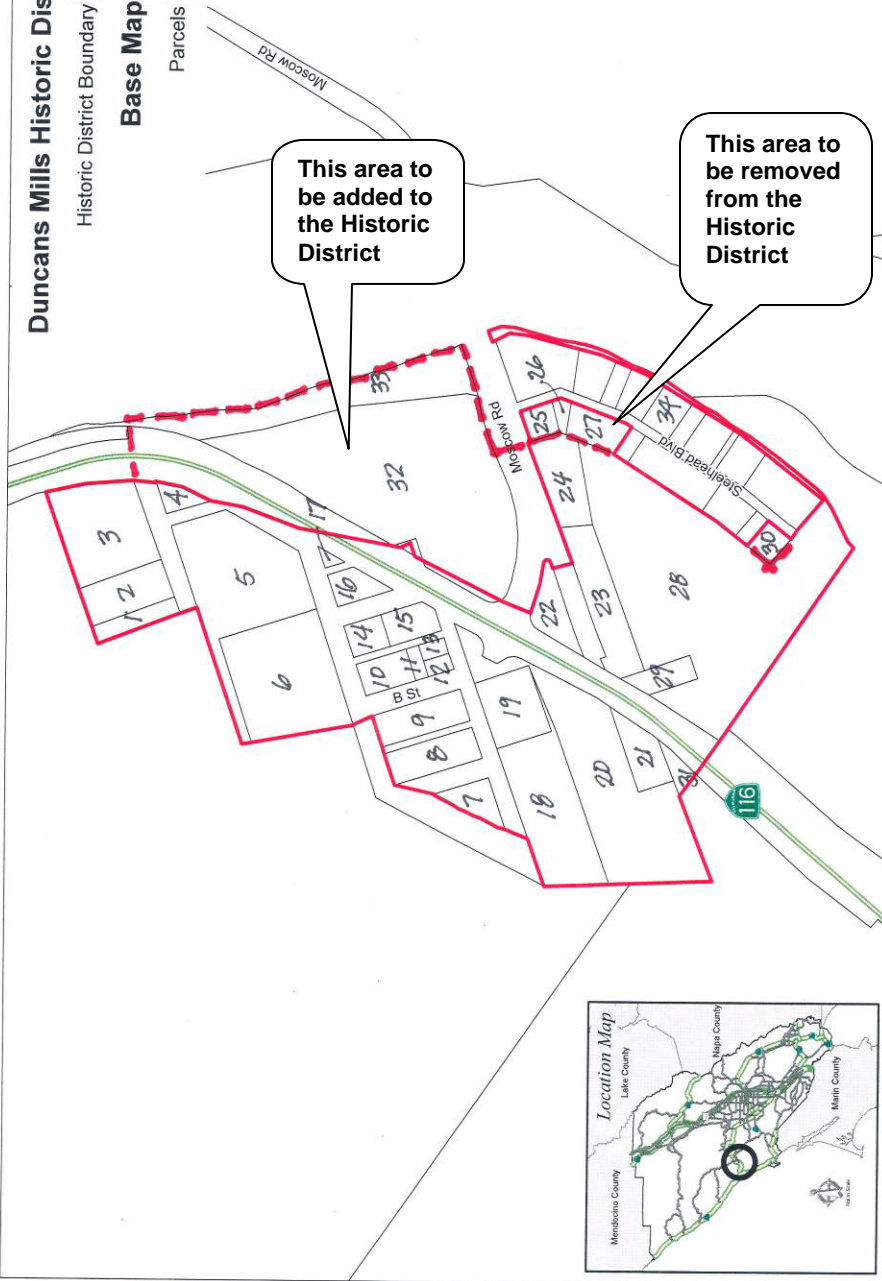 Duncans Mills Historic Dis
Historic District Boundary
Base Map
Parcels
Moscow Rd
This area to
be added to
the Historic
District
This area to
be removed
from the
Historic
District
33
Moscow Rd
26
25
27
34
Steelhead Blvd
30
32
24
17
4
3
2
1
5
7
16
22
23
28
6
14
15
13
10
11
12
B St
9
8
7
19
29
18
20
21
31
116
Location Map
Lake County
Napa County
Mendocino County
Marin County
Not to Scale